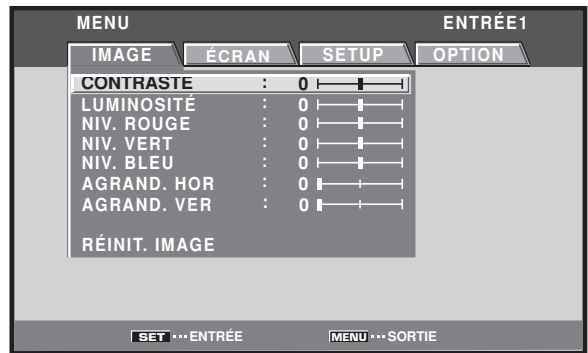 MENU ENTRÉE1
IMAGE ÉCRAN SETUP OPTION
CONTRASTE : 0
LUMINOSITÉ : 0
NIV. ROUGE : 0
NIV. VERT : 0
NIV. BLEU : 0
AGRAND. HOR : 0
AGRAND. VER : 0
RÉINIT. IMAGE
SET ··· ENTRÉE MENU ··· SORTIE